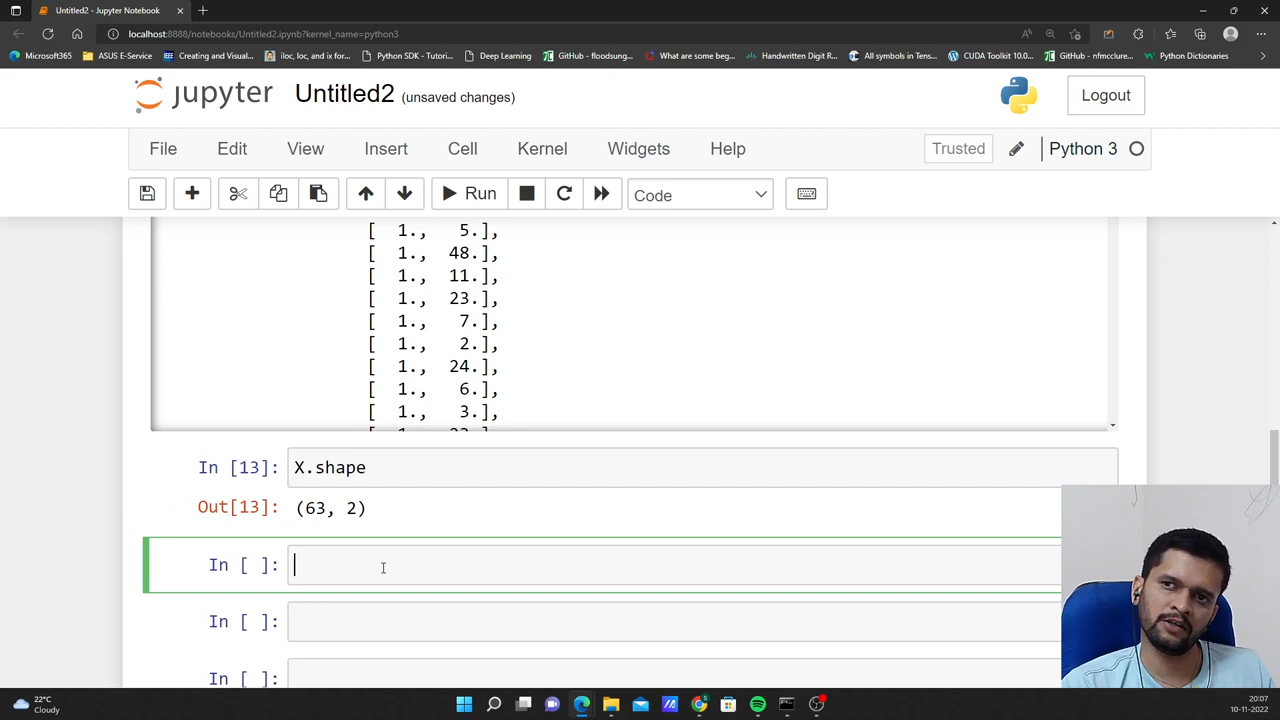 Untitled2 - Jupyter Notebook
localhost:8888/notebooks/Untitled2.ipynb?kernel_name=python3
Microsoft365 ASUS E-Service Creating and Visual... iloc, loc, and ix for... Python SDK - Tutori... Deep Learning GitHub - floodsung... What are some beg... Handwritten Digit R... All symbols in Tens... CUDA Toolkit 10.0... GitHub - nfmcclure... Python Dictionaries
jupyter Untitled2 (unsaved changes) Logout
File Edit View Insert Cell Kernel Widgets Help Trusted Python 3
Run Code
[ 1., 5.],
[ 1., 48.],
[ 1., 11.],
[ 1., 23.],
[ 1., 7.],
[ 1., 2.],
[ 1., 24.],
[ 1., 6.],
[ 1., 3.],
In [13]: X.shape
Out[13]: (63, 2)
In [ ]:
In [ ]:
In [ ]:
22°C
Cloudy
20:07
10-11-2022